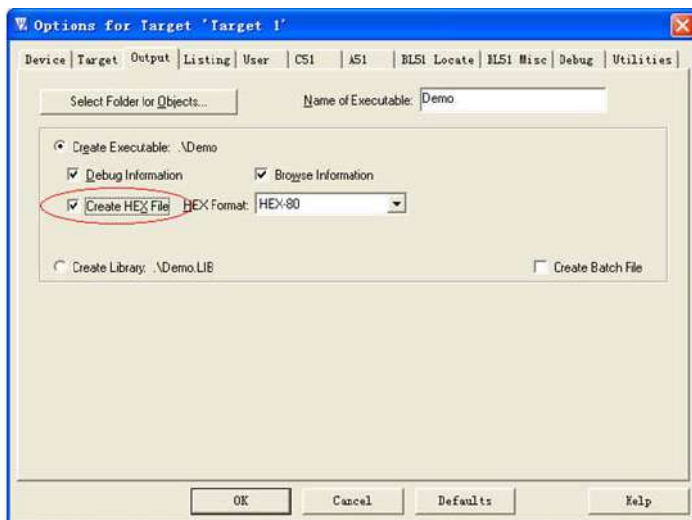 Options for Target 'Target 1'
Device Target Output Listing User C51 A51 BL51 Locate BL51 Misc Debug Utilities
Select Folder for Objects... Name of Executable: Demo
Create Executable: .\Demo
Debug Information Browse Information
Create HEX File HEX Format: HEX-80
Create Library: .\Demo.LIB Create Batch File
OK Cancel Defaults Help